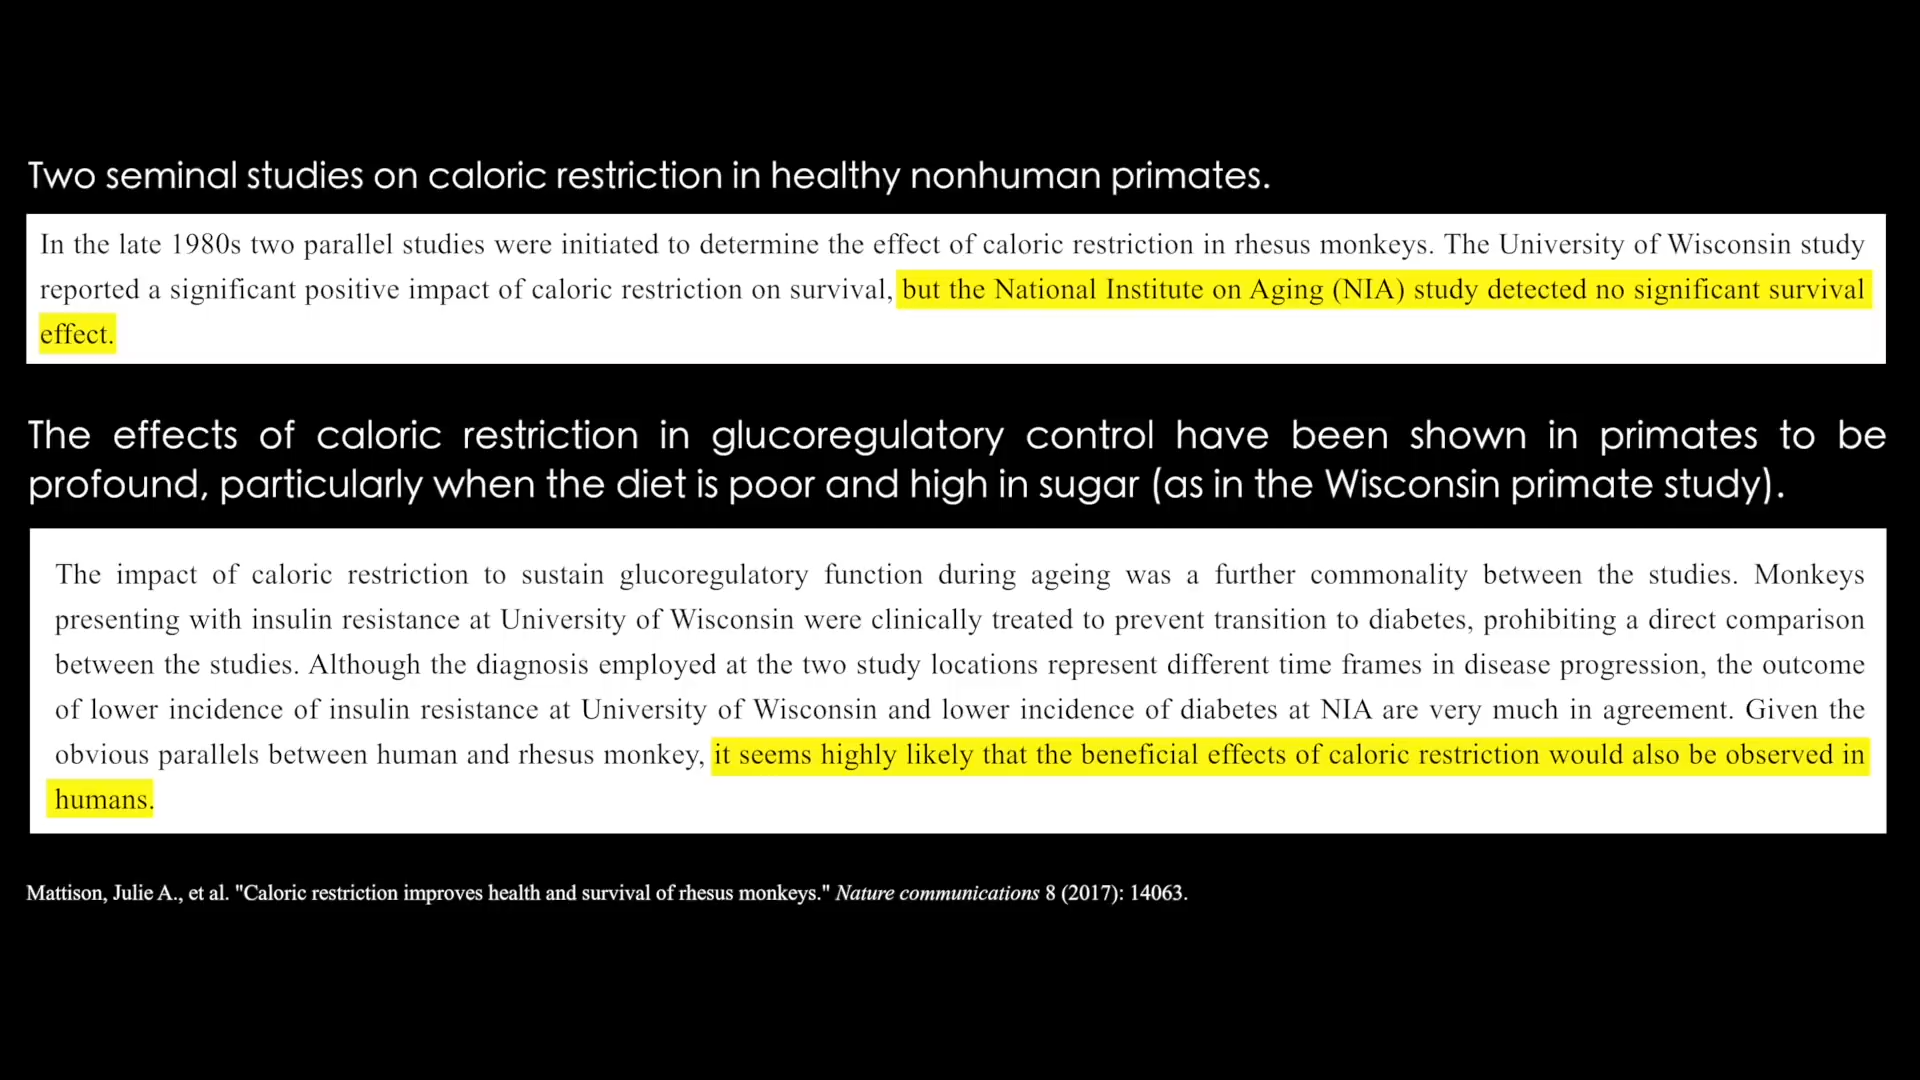 Two seminal studies on caloric restriction in healthy nonhuman primates.
In the late 1980s two parallel studies were initiated to determine the effect of caloric restriction in rhesus monkeys. The University of Wisconsin study
reported a significant positive impact of caloric restriction on survival, but the National Institute on Aging (NIA) study detected no significant survival
effect.
The effects of caloric restriction in glucoregulatory control have been shown in primates to be
profound, particularly when the diet is poor and high in sugar (as in the Wisconsin primate study).
The impact of caloric restriction to sustain glucoregulatory function during ageing was a further commonality between the studies. Monkeys
presenting with insulin resistance at University of Wisconsin were clinically treated to prevent transition to diabetes, prohibiting a direct comparison
between the studies. Although the diagnosis employed at the two study locations represent different time frames in disease progression, the outcome
of lower incidence of insulin resistance at University of Wisconsin and lower incidence of diabetes at NIA are very much in agreement. Given the
obvious parallels between human and rhesus monkey, it seems highly likely that the beneficial effects of caloric restriction would also be observed in
humans.
Mattison, Julie A., et al. "Caloric restriction improves health and survival of rhesus monkeys." Nature communications 8 (2017): 14063.